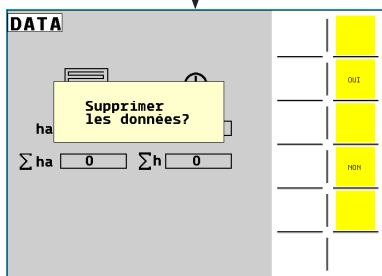 DATA
OUI
Supprimer
les données?
ha
NON
∑ha 0 ∑h 0